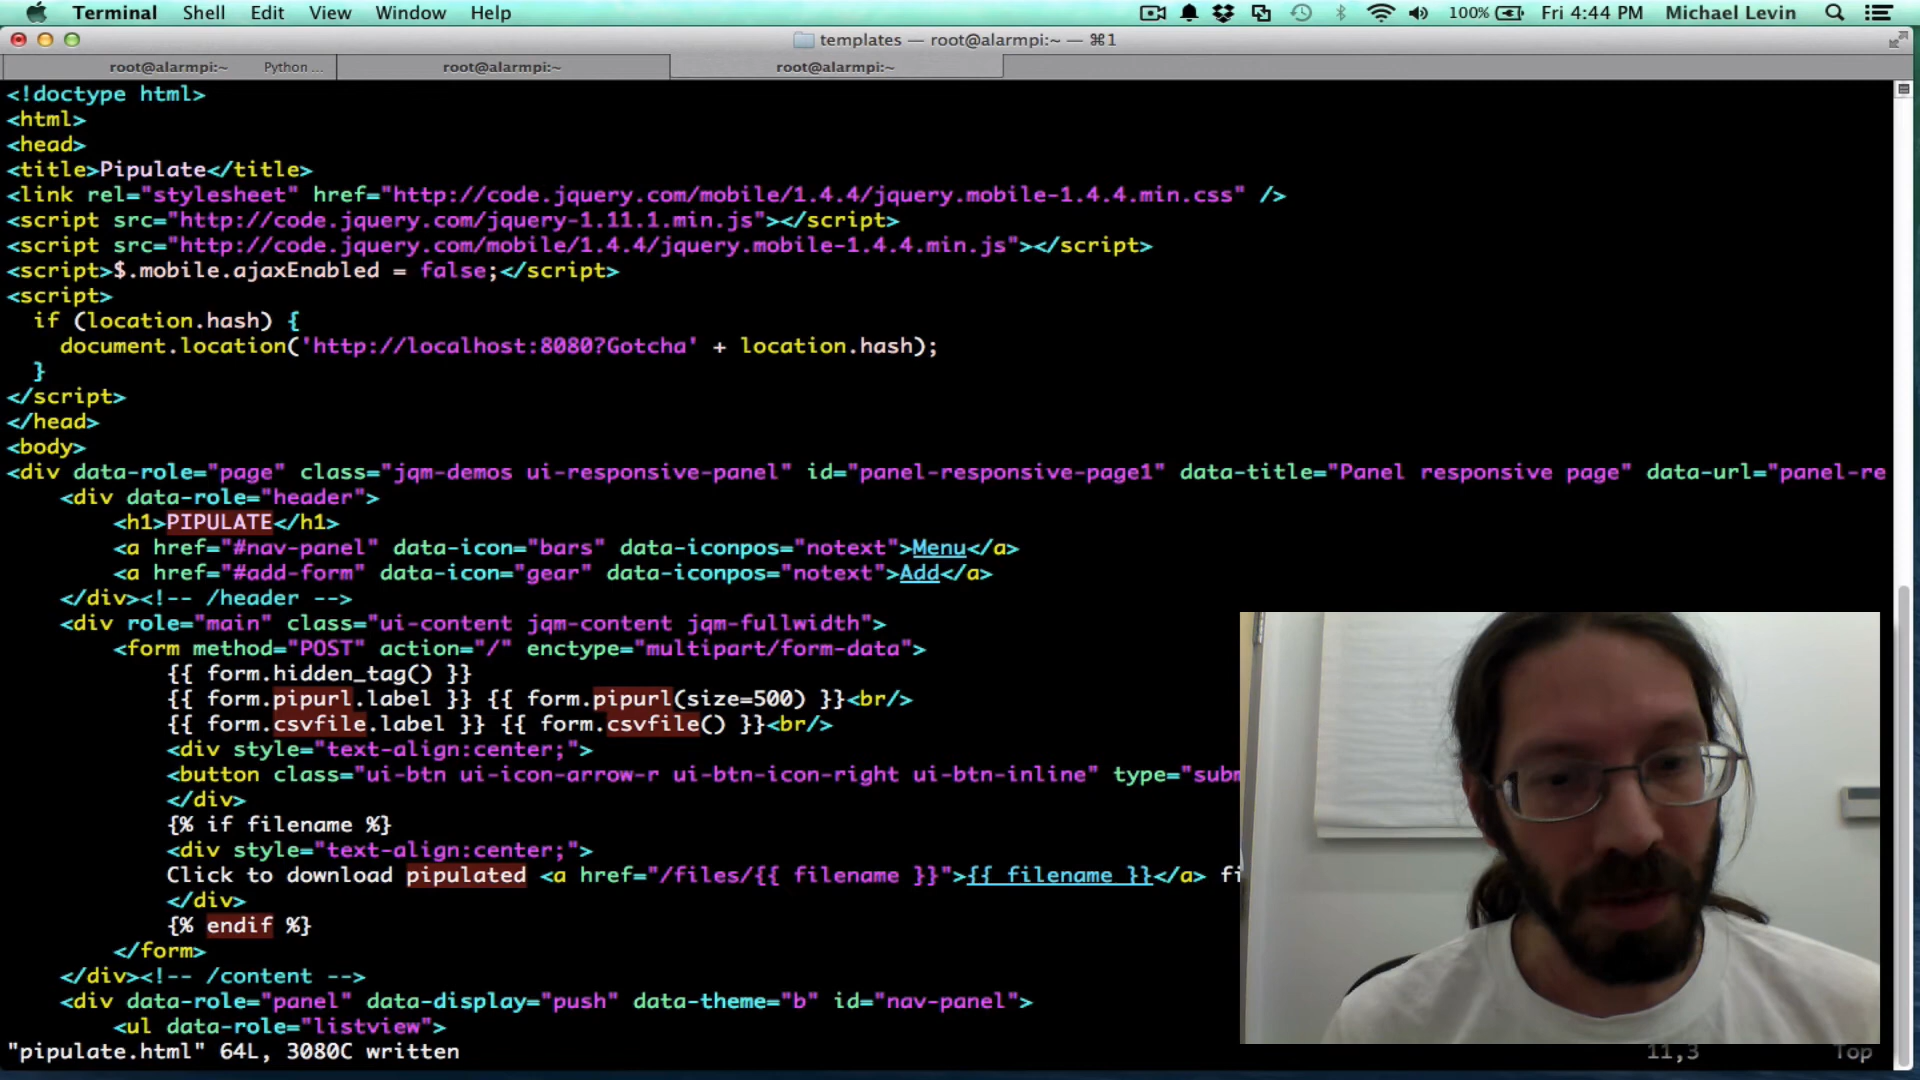 Terminal Shell Edit View Window Help 100% Fri 4:44 PM Michael Levin
templates — root@alarmpi:~ — ⌘1
root@alarmpi:~ Python ... root@alarmpi:~ root@alarmpi:~
<!doctype html>
<html>
<head>
<title>Pipulate</title>
<link rel="stylesheet" href="http://code.jquery.com/mobile/1.4.4/jquery.mobile-1.4.4.min.css" />
<script src="http://code.jquery.com/jquery-1.11.1.min.js"></script>
<script src="http://code.jquery.com/mobile/1.4.4/jquery.mobile-1.4.4.min.js"></script>
<script>$.mobile.ajaxEnabled = false;</script>
<script>
  if (location.hash) {
    document.location('http://localhost:8080?Gotcha' + location.hash);
  }
</script>
</head>
<body>
<div data-role="page" class="jqm-demos ui-responsive-panel" id="panel-responsive-page1" data-title="Panel responsive page" data-url="panel-re
    <div data-role="header">
        <h1>PIPULATE</h1>
        <a href="#nav-panel" data-icon="bars" data-iconpos="notext">Menu</a>
        <a href="#add-form" data-icon="gear" data-iconpos="notext">Add</a>
    </div><!-- /header -->
    <div role="main" class="ui-content jqm-content jqm-fullwidth">
        <form method="POST" action="/" enctype="multipart/form-data">
            {{ form.hidden_tag() }}
            {{ form.pipurl.label }} {{ form.pipurl(size=500) }}<br/>
            {{ form.csvfile.label }} {{ form.csvfile() }}<br/>
            <div style="text-align:center;">
            <button class="ui-btn ui-icon-arrow-r ui-btn-icon-right ui-btn-inline" type="subm
            </div>
            {% if filename %}
            <div style="text-align:center;">
            Click to download pipulated <a href="/files/{{ filename }}">{{ filename }}</a> fi
            </div>
            {% endif %}
        </form>
    </div><!-- /content -->
    <div data-role="panel" data-display="push" data-theme="b" id="nav-panel">
        <ul data-role="listview">
"pipulate.html" 64L, 3080C written 11,3 Top